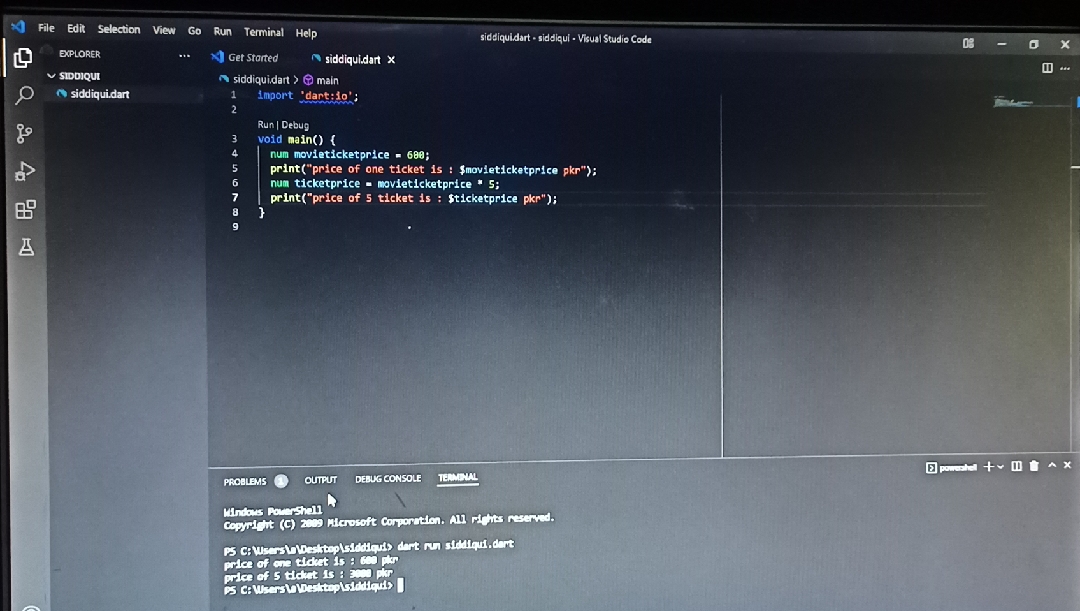 File Edit Selection View Go Run Terminal Help
siddiqui.dart - siddiqui - Visual Studio Code
EXPLORER ...
Get Started
siddiqui.dart
SIDDIQUI
siddiqui.dart
siddiqui.dart > main
1 import 'dart:io';
2
Run | Debug
3 void main() {
4 num movieticketprice = 600;
5 print("price of one ticket is : $movieticketprice pkr");
6 num ticketprice = movieticketprice * 5;
7 print("price of 5 ticket is : $ticketprice pkr");
8 }
9
PROBLEMS 1 OUTPUT DEBUG CONSOLE TERMINAL
powershell
Windows PowerShell
Copyright (C) 2009 Microsoft Corporation. All rights reserved.
PS C:\Users\a\Desktop\siddiqui> dart run siddiqui.dart
price of one ticket is : 600 pkr
price of 5 ticket is : 3000 pkr
PS C:\Users\a\Desktop\siddiqui>